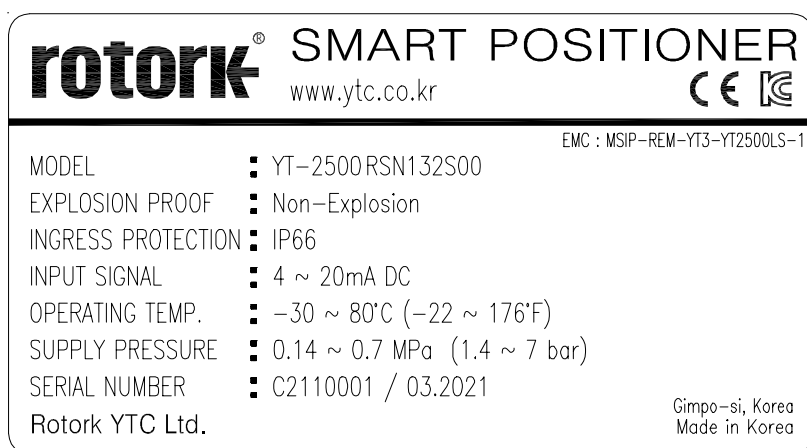 rotork® SMART POSITIONER
www.ytc.co.kr
CE KC
EMC : MSIP-REM-YT3-YT2500LS-1
MODEL : YT-2500RSN132S00
EXPLOSION PROOF : Non-Explosion
INGRESS PROTECTION : IP66
INPUT SIGNAL : 4 ~ 20mA DC
OPERATING TEMP. : -30 ~ 80°C (-22 ~ 176°F)
SUPPLY PRESSURE : 0.14 ~ 0.7 MPa (1.4 ~ 7 bar)
SERIAL NUMBER : C2110001 / 03.2021
Rotork YTC Ltd.
Gimpo-si, Korea
Made in Korea